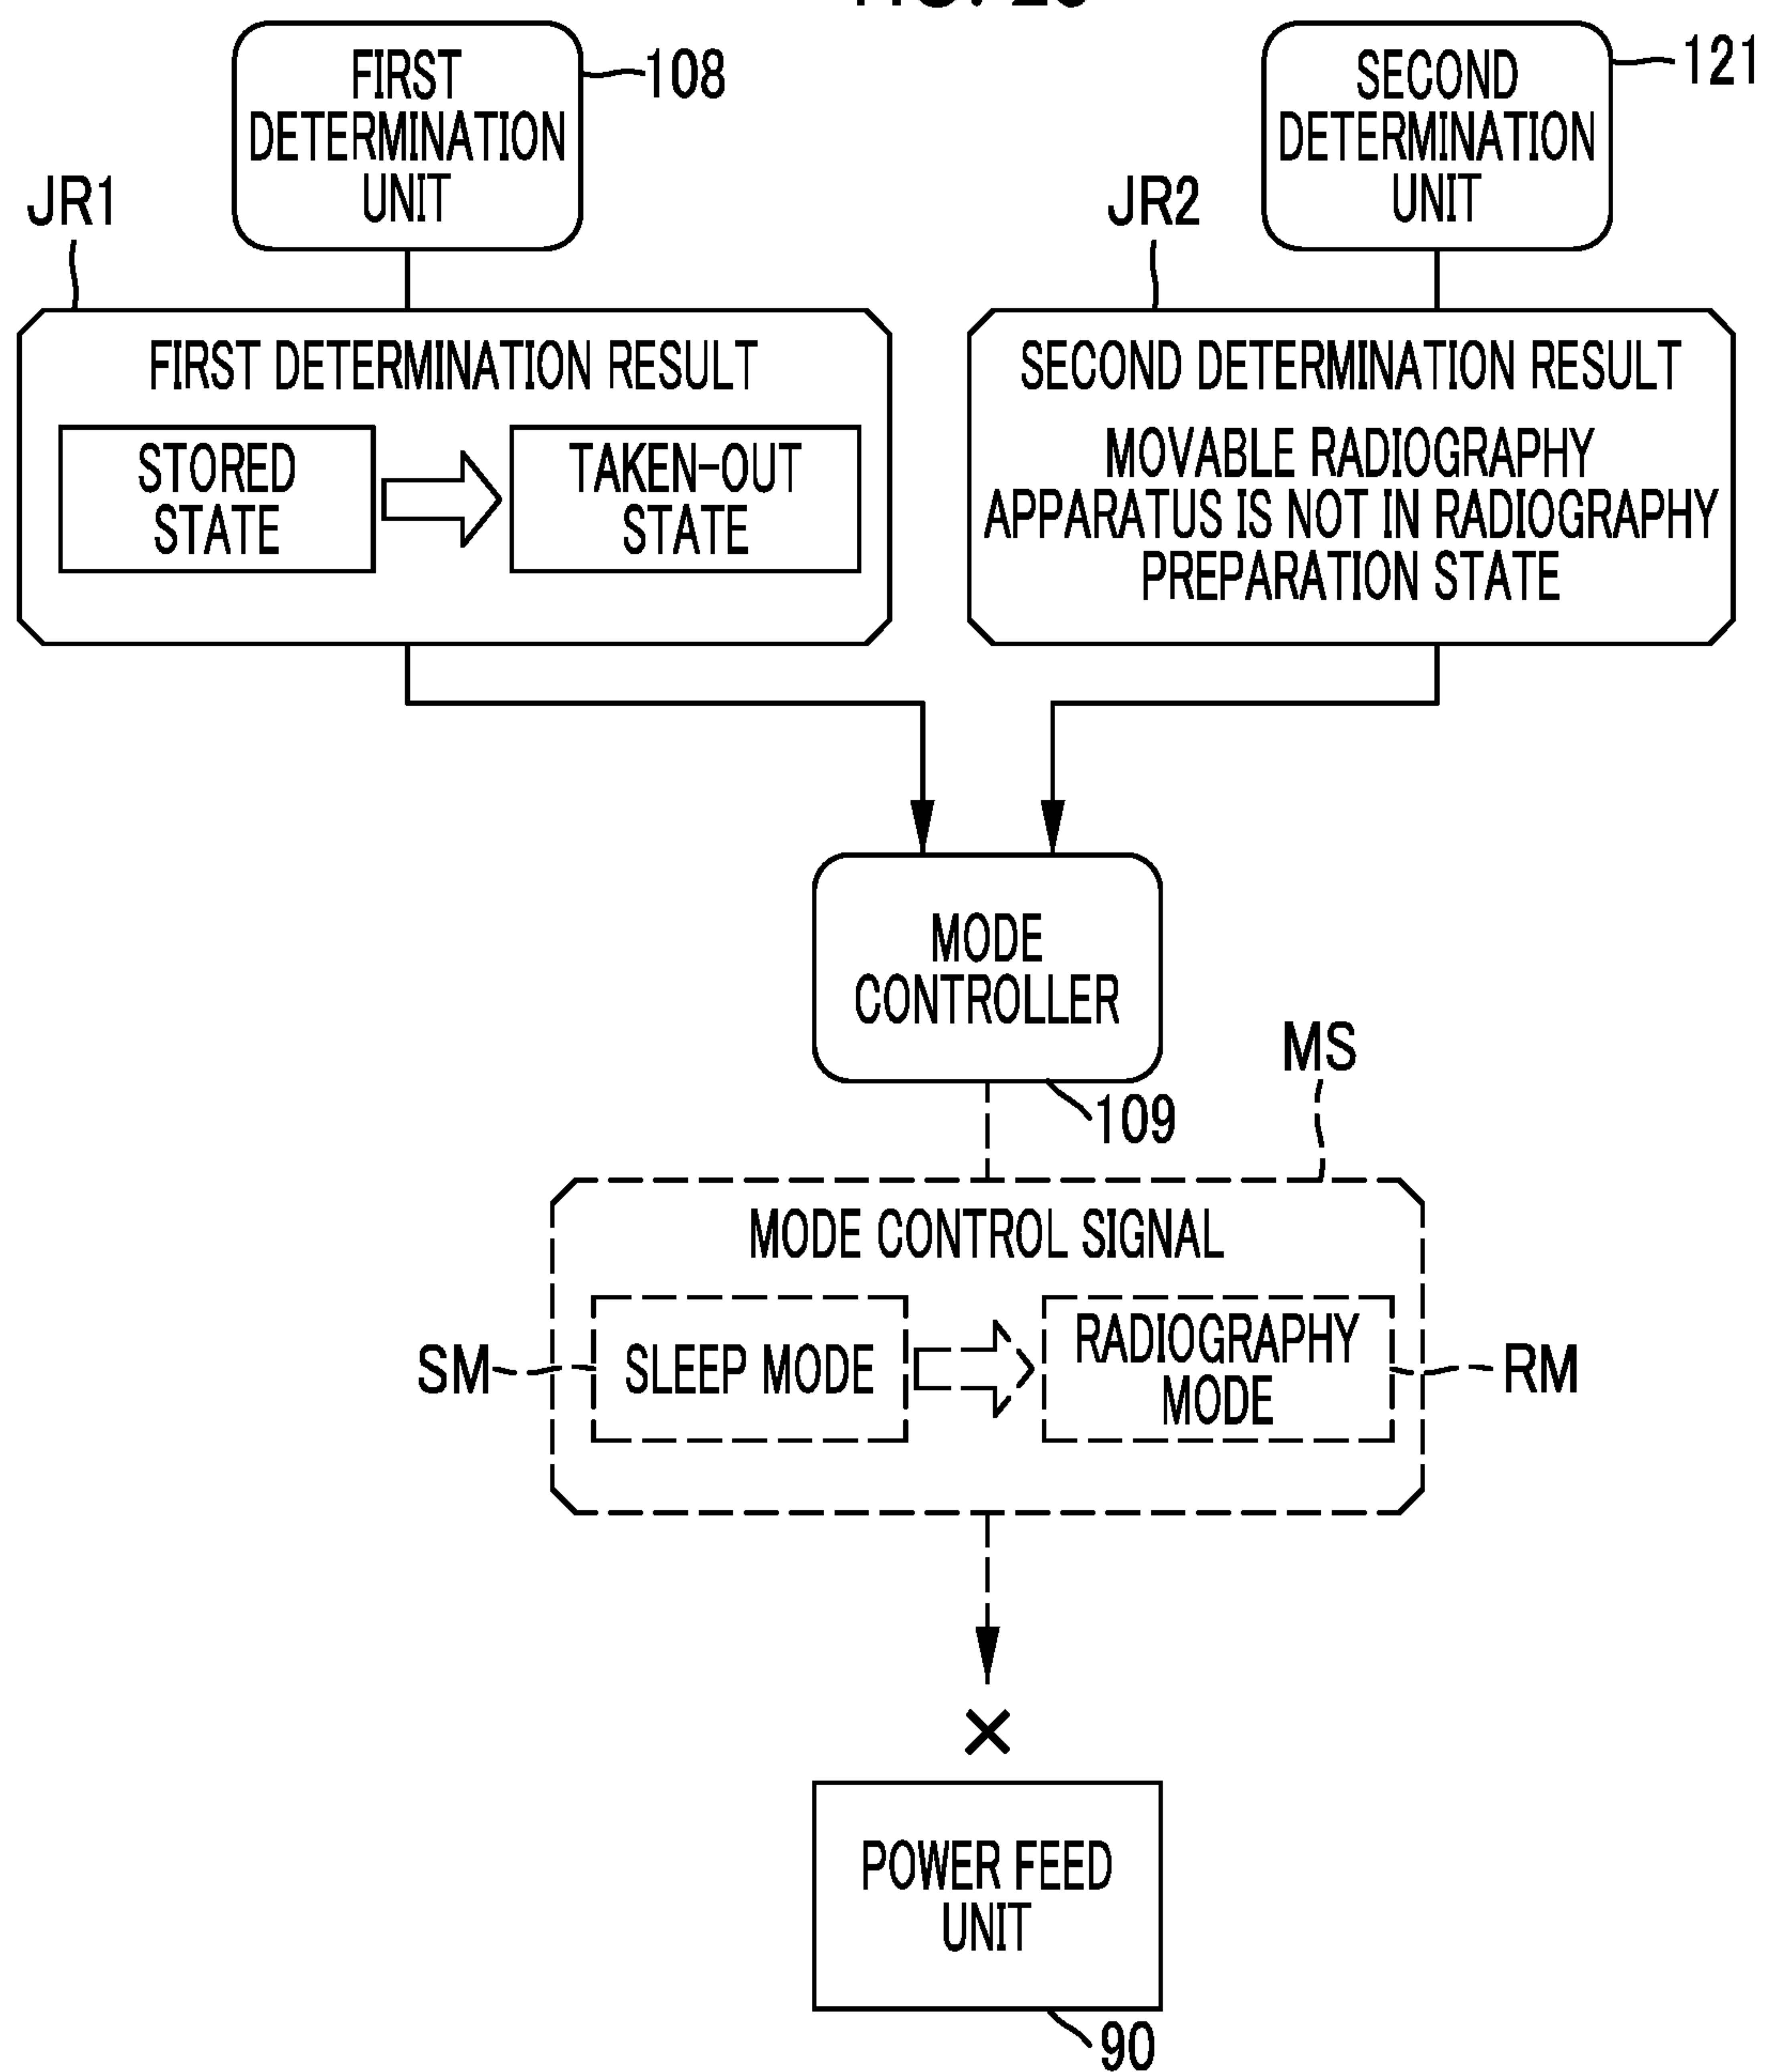 FIRST
DETERMINATION
UNIT
108
SECOND
DETERMINATION
UNIT
121
JR1
JR2
FIRST DETERMINATION RESULT
STORED
STATE
TAKEN-OUT
STATE
SECOND DETERMINATION RESULT
MOVABLE RADIOGRAPHY
APPARATUS IS NOT IN RADIOGRAPHY
PREPARATION STATE
MODE
CONTROLLER
109
MS
MODE CONTROL SIGNAL
SM
SLEEP MODE
RADIOGRAPHY
MODE
RM
×
POWER FEED
UNIT
90